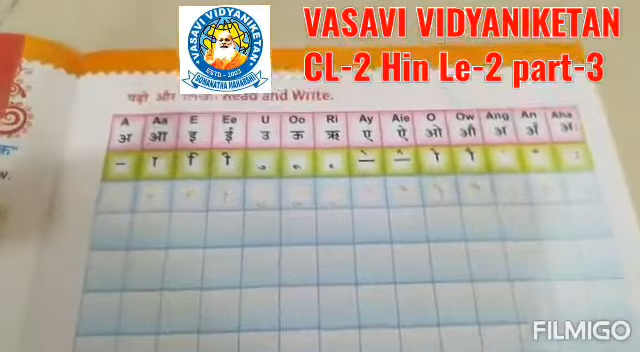 VASAVI VIDYANIKETAN
CL-2 Hin Le-2 part-3
VASAVI VIDYANIKETAN
ESTD - 2003
पढ़ो और Read and Write.
A Aa E Ee U Oo Ri Ay Aie O Ow Ang An Aha
अ आ इ ई उ ऊ ऋ ए ऐ ओ औ अं अँ अः
– ा ि ी ु ू ृ े ै ो ौ ं ँ ः
FILMIGO